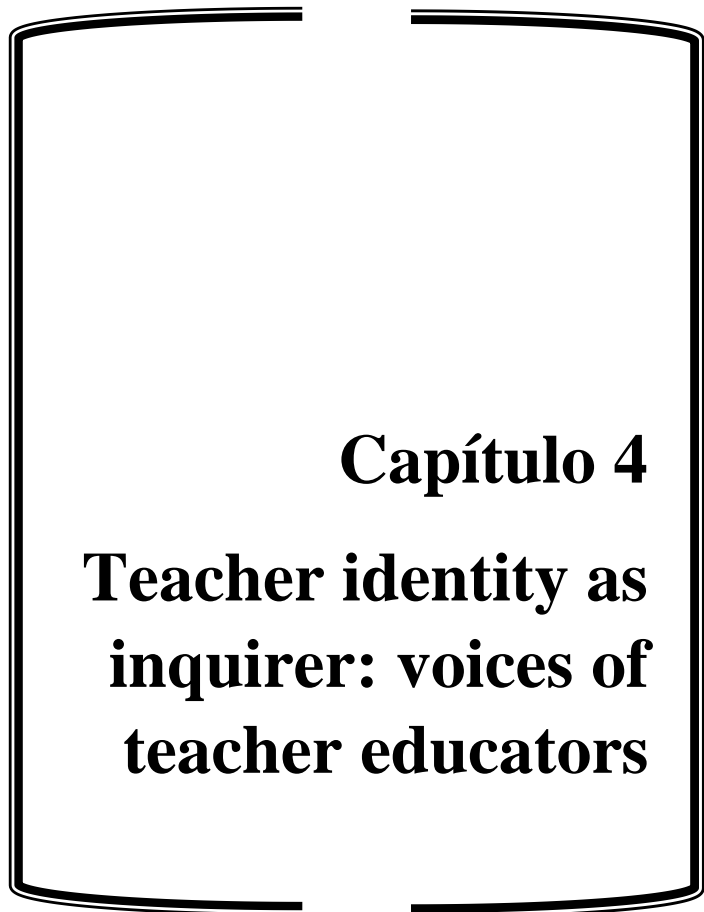 Capítulo 4
Teacher identity as
inquirer: voices of
teacher educators